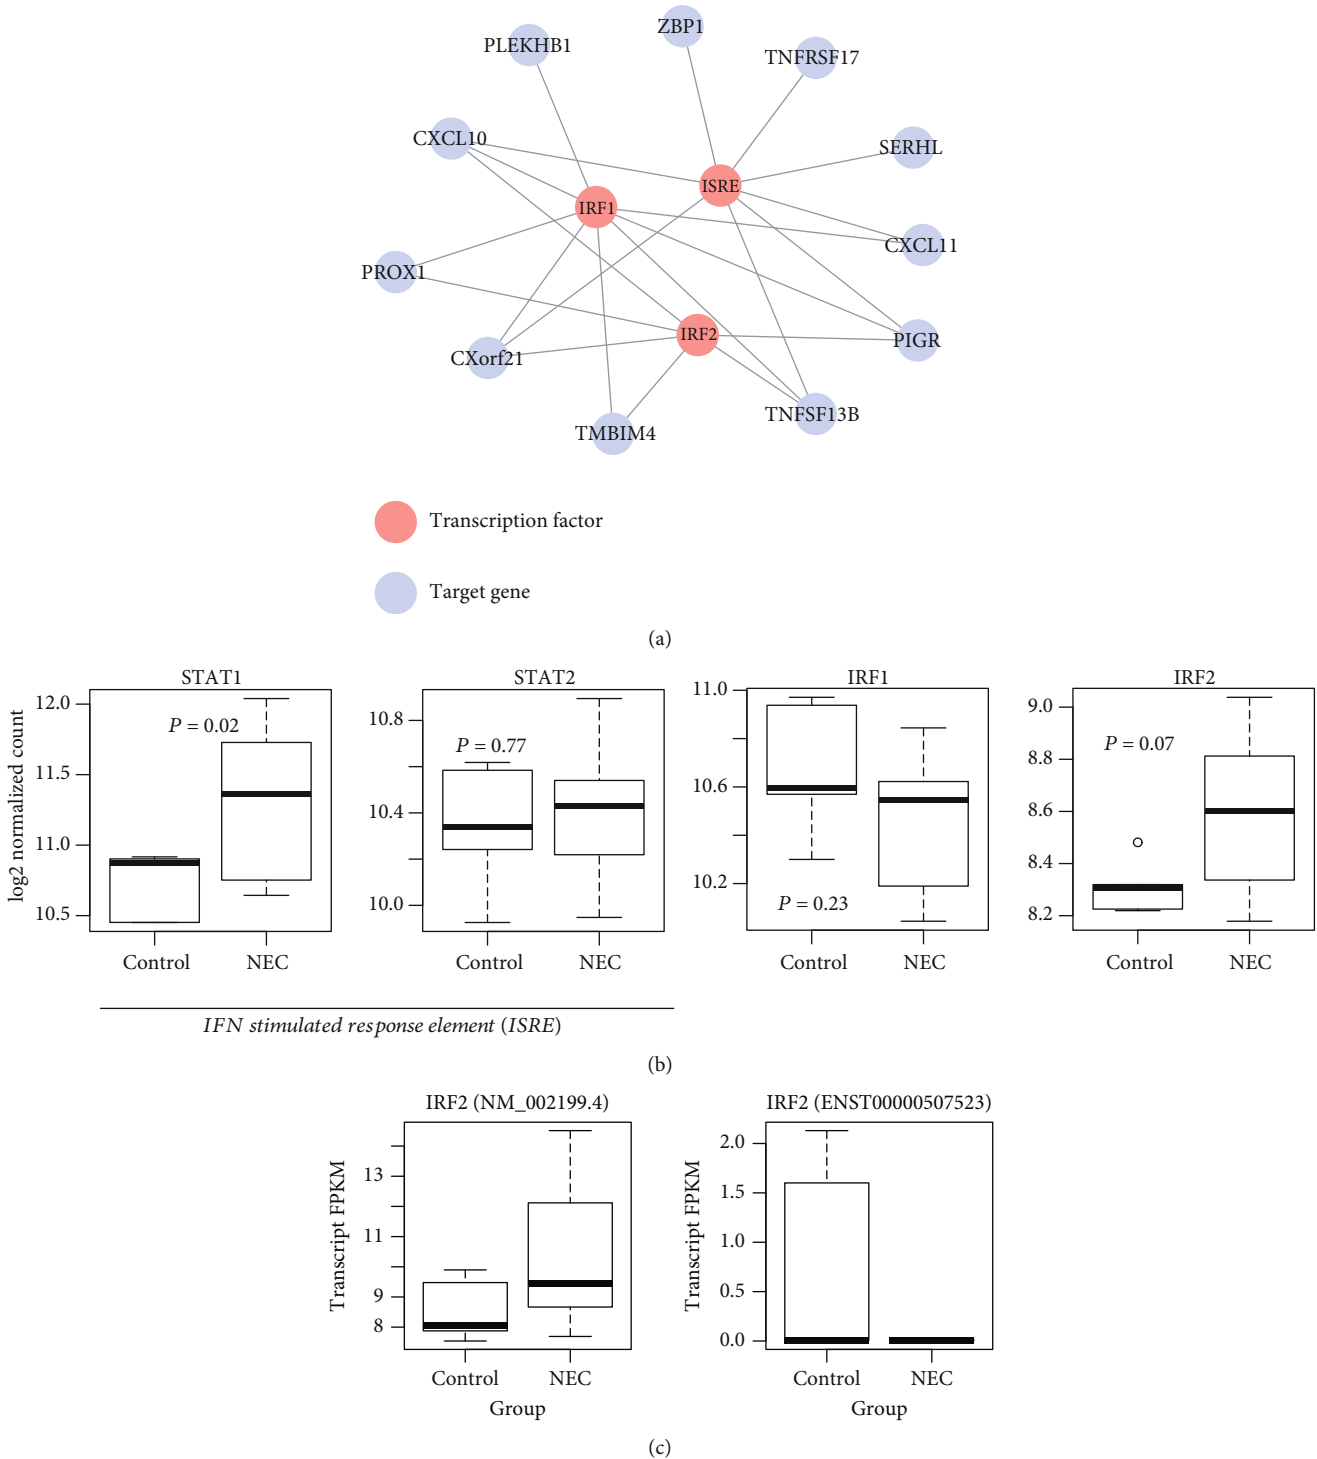 ZBP1
PLEKHB1
TNFRSF17
CXCL10
SERHL
ISRE
IRF1
CXCL11
PROX1
IRF2
PIGR
CXorf21
TNFSF13B
TMBIM4
Transcription factor
Target gene
(a)
STAT1 STAT2 IRF1 IRF2
log2 normalized count
12.0
11.5
11.0
10.5
P = 0.02
Control NEC
10.8
10.4
10.0
P = 0.77
Control NEC
11.0
10.6
10.2
P = 0.23
Control NEC
9.0
8.8
8.6
8.4
8.2
P = 0.07
Control NEC
IFN stimulated response element (ISRE)
(b)
IRF2 (NM_002199.4)
Transcript FPKM
13
11
9
8
Control NEC
Group
IRF2 (ENST00000507523)
Transcript FPKM
2.0
1.5
1.0
0.5
0.0
Control NEC
Group
(c)